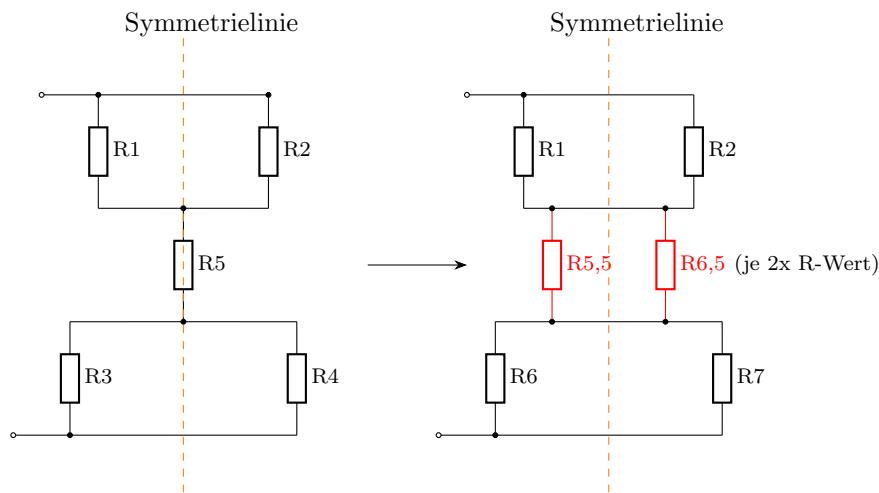 Symmetrielinie
Symmetrielinie
R1
R2
R1
R2
R5
R5,5
R6,5 (je 2x R-Wert)
R3
R4
R6
R7